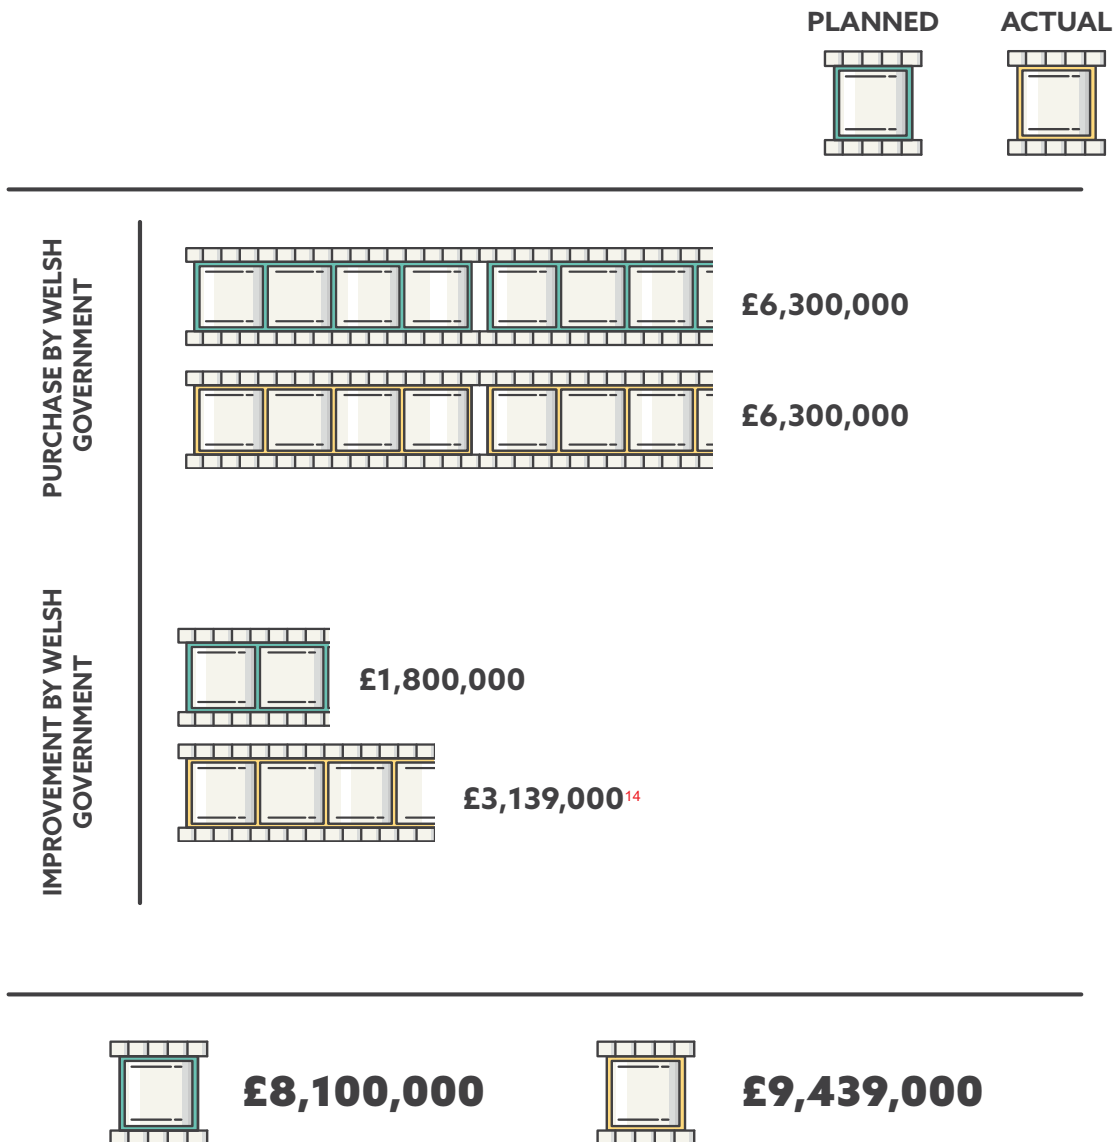 PLANNED ACTUAL
PURCHASE BY WELSH
GOVERNMENT
£6,300,000
£6,300,000
IMPROVEMENT BY WELSH
GOVERNMENT
£1,800,000
£3,139,000¹⁴
£8,100,000 £9,439,000